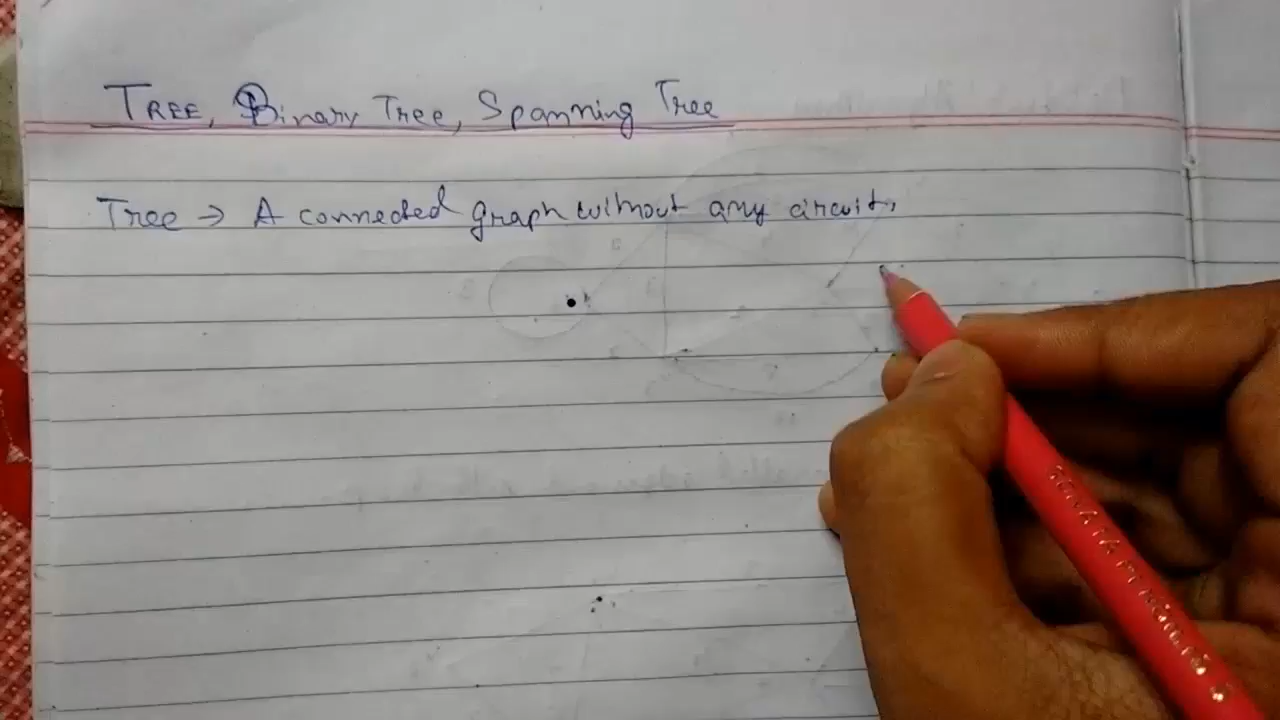 TREE, Binary Tree, Spanning Tree
Tree → A connected graph without any circuit,